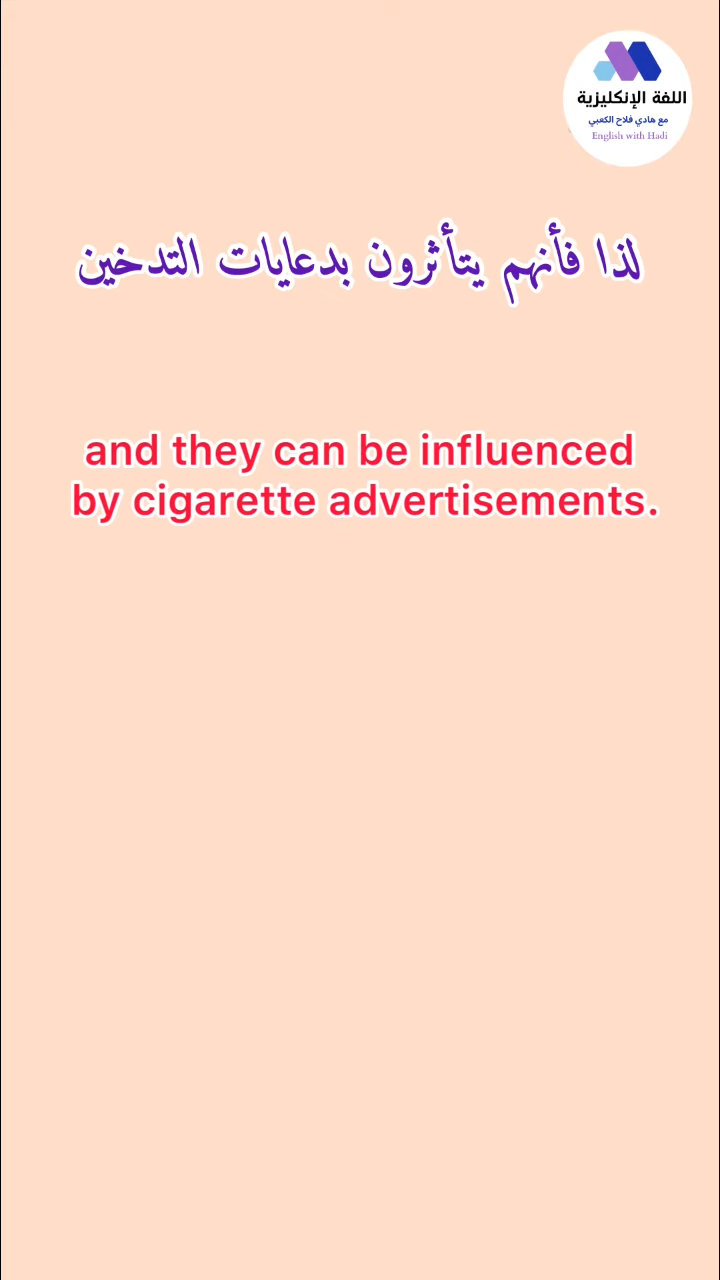 اللغة الإنكليزية
مع هادي فلاح الكعبي
English with Hadi
لذا فأنهم يتأثرون بدعايات التدخين
and they can be influenced
by cigarette advertisements.